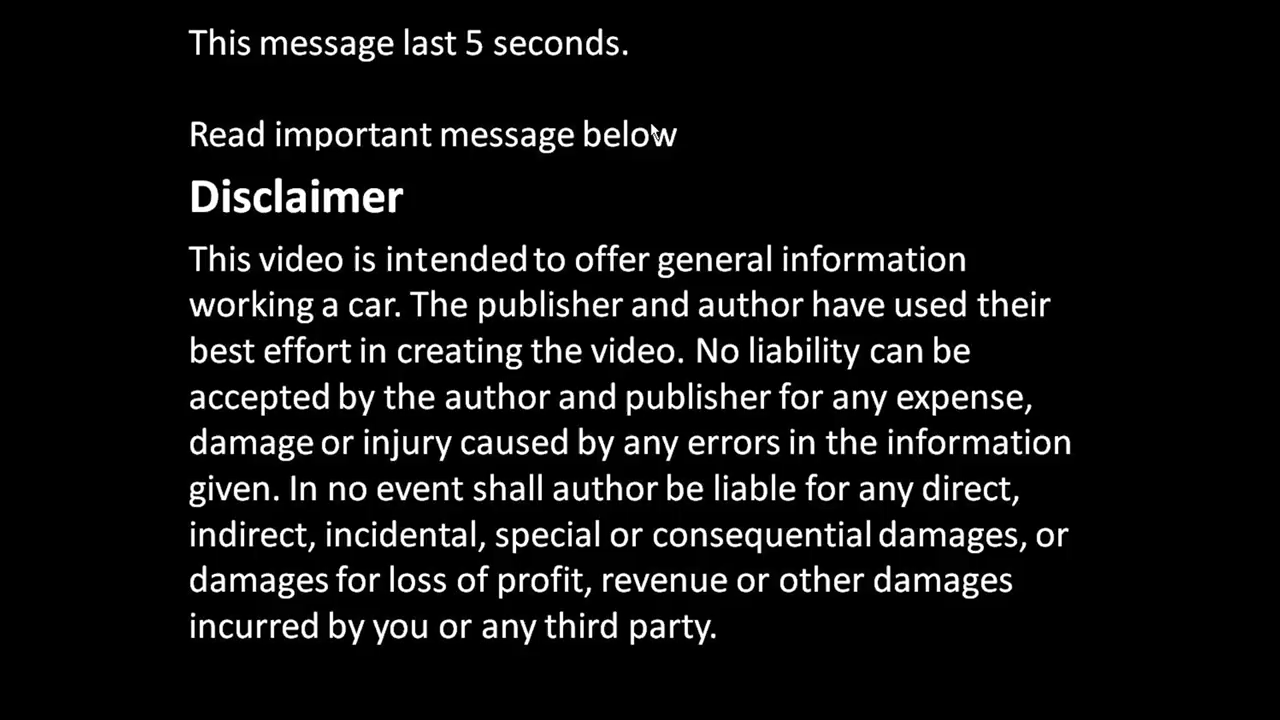 This message last 5 seconds.
Read important message below
Disclaimer
This video is intended to offer general information
working a car. The publisher and author have used their
best effort in creating the video. No liability can be
accepted by the author and publisher for any expense,
damage or injury caused by any errors in the information
given. In no event shall author be liable for any direct,
indirect, incidental, special or consequential damages, or
damages for loss of profit, revenue or other damages
incurred by you or any third party.